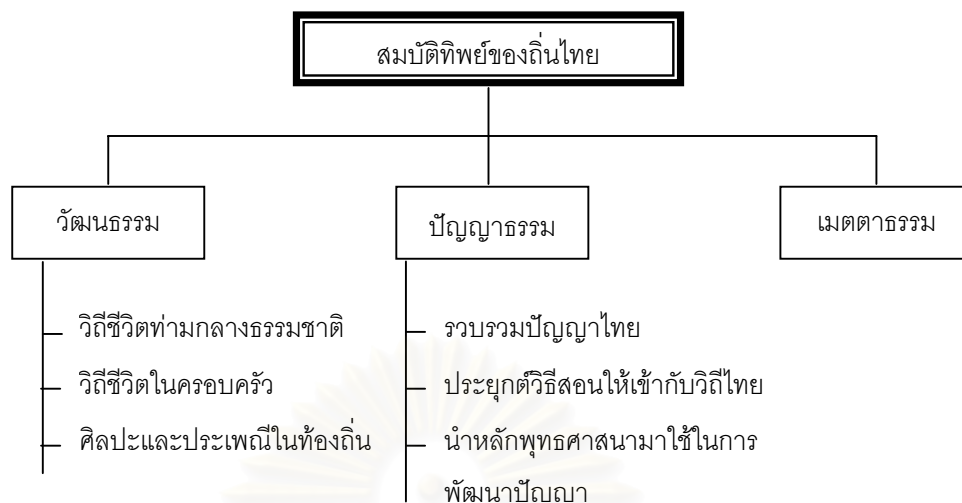 สมบัติทิพย์ของถิ่นไทย
วัฒนธรรม
ปัญญาธรรม
เมตตาธรรม
วิถีชีวิตท่ามกลางธรรมชาติ
วิถีชีวิตในครอบครัว
ศิลปะและประเพณีในท้องถิ่น
รวบรวมปัญญาไทย
ประยุกต์วิธีสอนให้เข้ากับวิถีไทย
นำหลักพุทธศาสนามาใช้ในการ
พัฒนาปัญญา